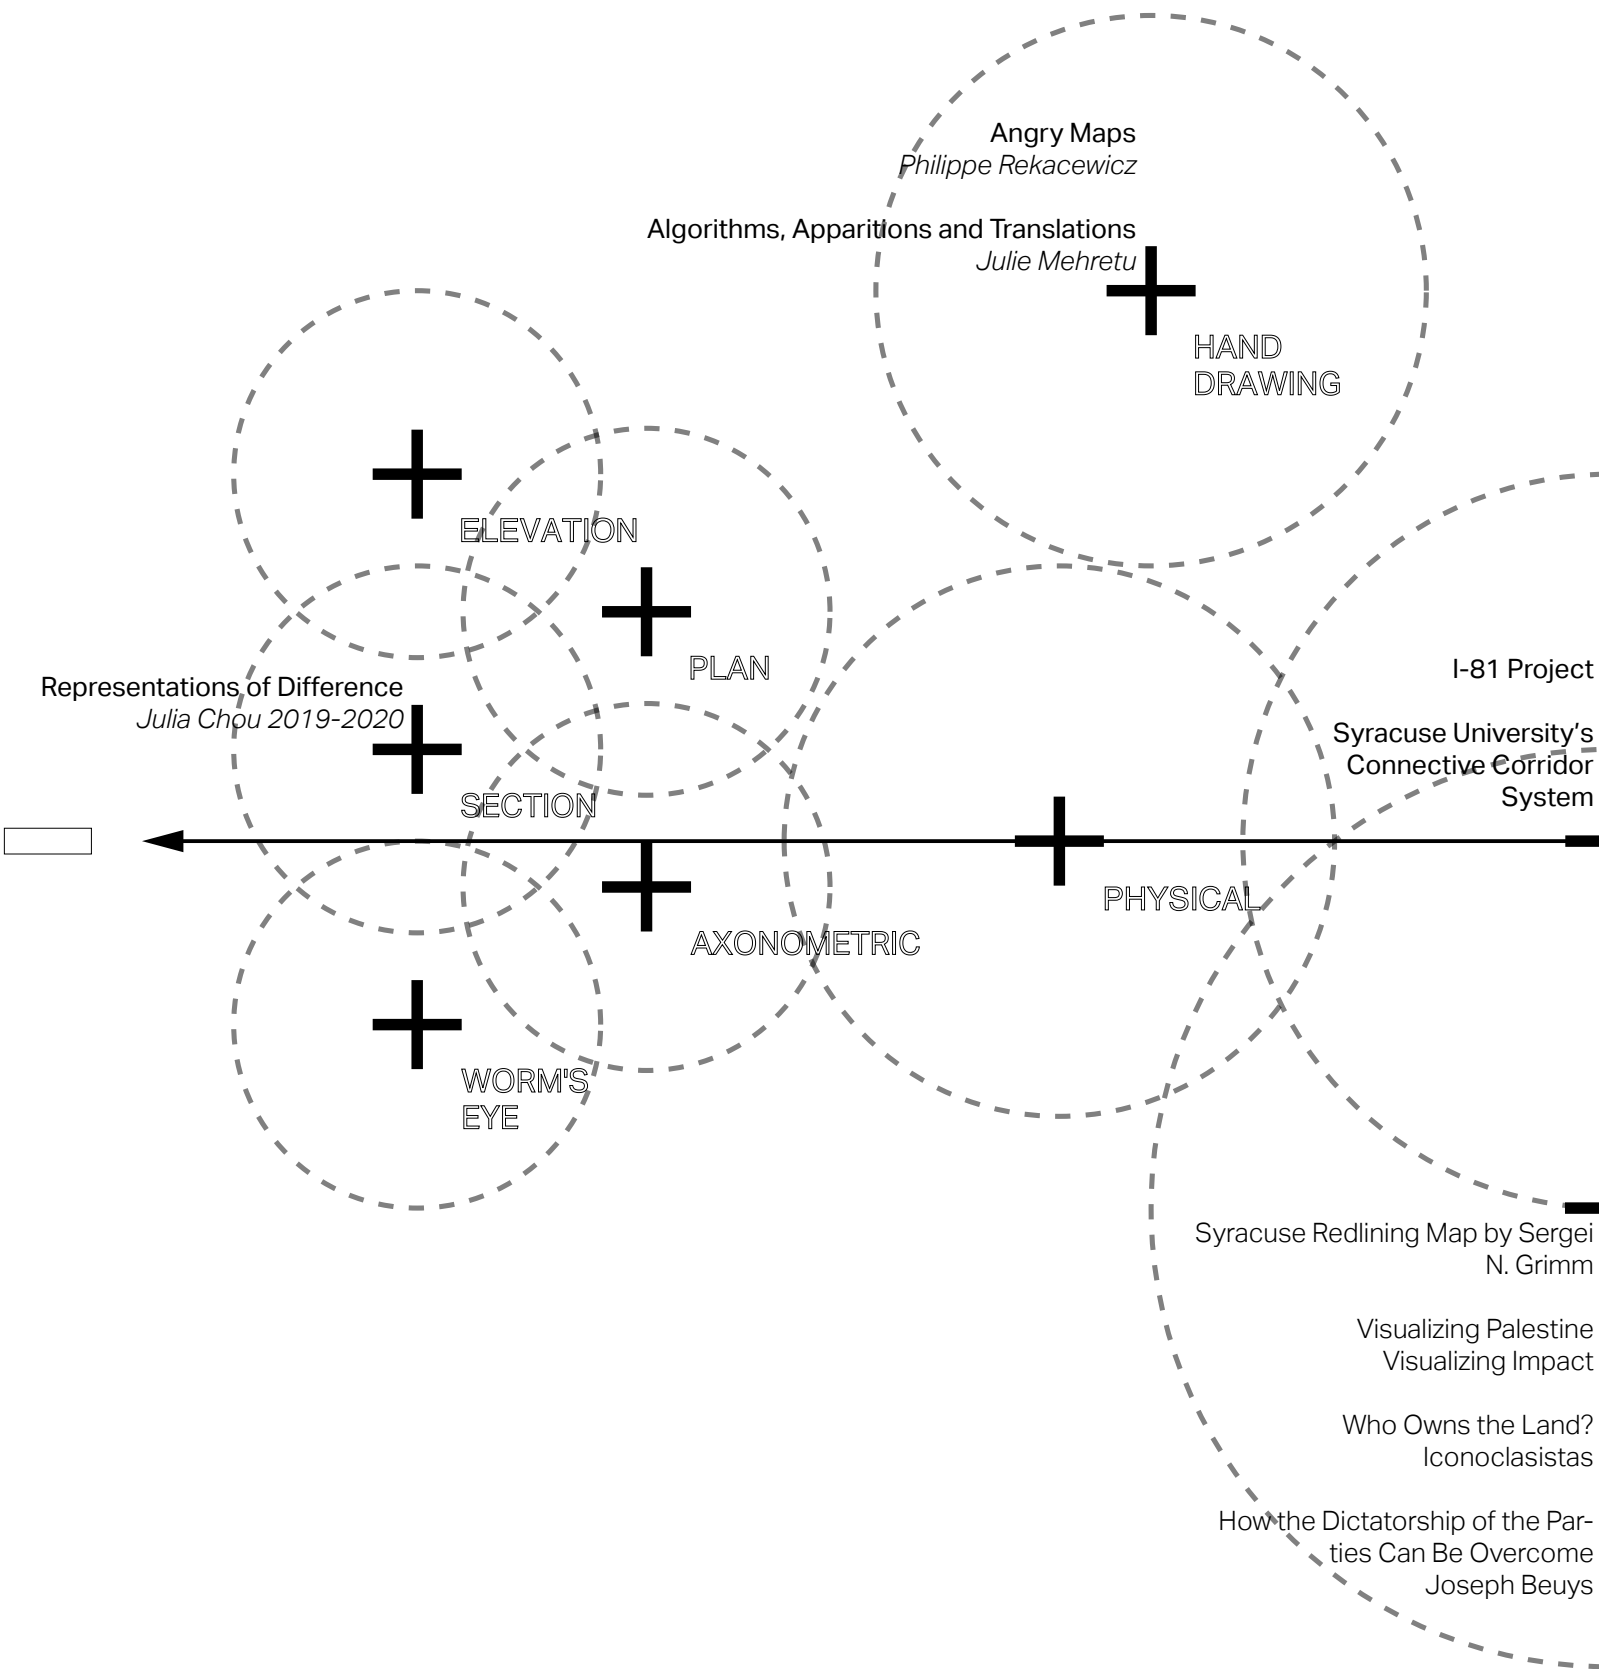 Angry Maps
Philippe Rekacewicz
Algorithms, Apparitions and Translations
Julie Mehretu
HAND
DRAWING
ELEVATION
PLAN
Representations of Difference
Julia Chou 2019-2020
SECTION
I-81 Project
Syracuse University's
Connective Corridor
System
PHYSICAL
AXONOMETRIC
WORM'S
EYE
Syracuse Redlining Map by Sergei
N. Grimm
Visualizing Palestine
Visualizing Impact
Who Owns the Land?
Iconoclasistas
How the Dictatorship of the Par-
ties Can Be Overcome
Joseph Beuys